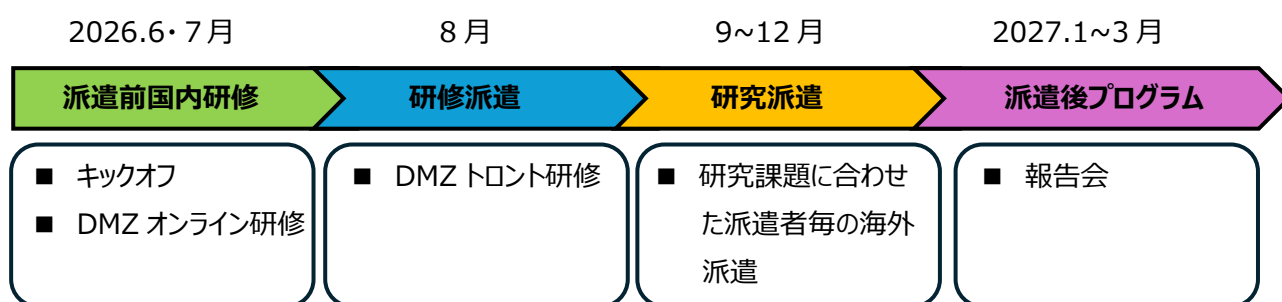 2026.6・7月
8月
9~12月
2027.1~3月
派遣前国内研修
研修派遣
研究派遣
派遣後プログラム
■ キックオフ
■ DMZ オンライン研修
■ DMZ トロント研修
■ 研究課題に合わせ
た派遣者毎の海外
派遣
■ 報告会